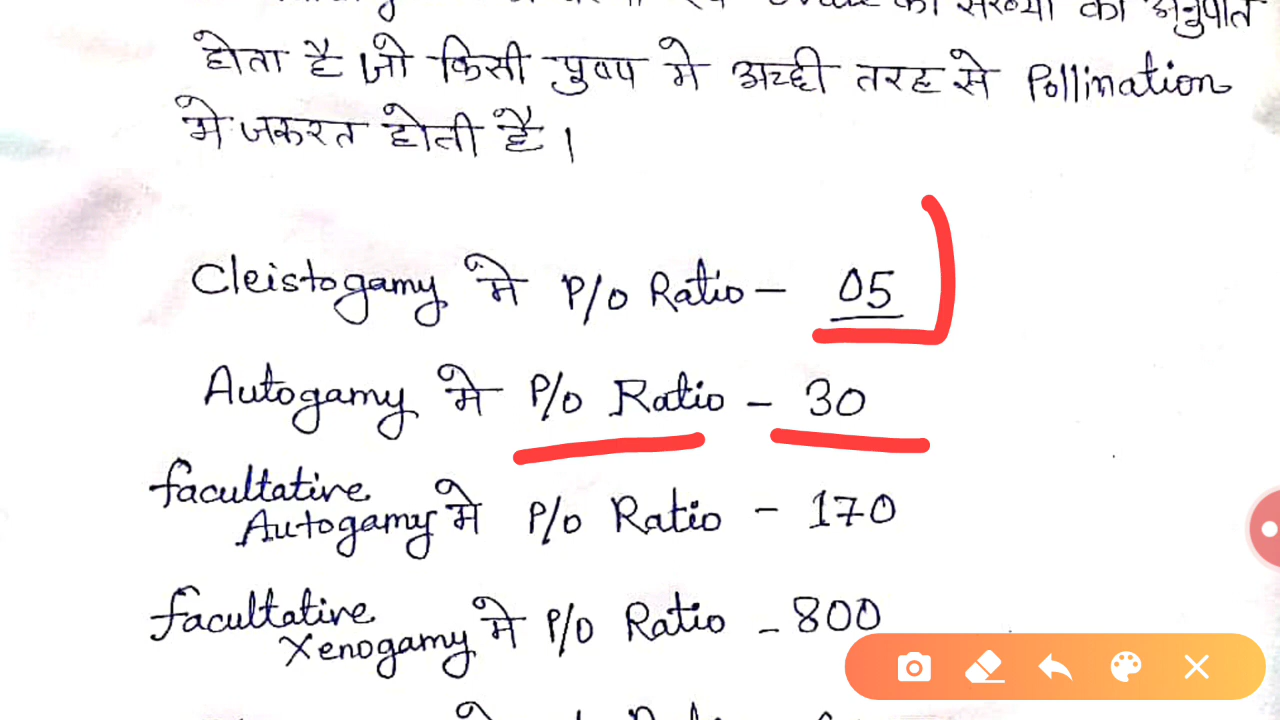 की संख्या का अनुपात
होता है जो किसी पुष्प मे अच्छी तरह से Pollination
मे जरूरत होती है।
Cleistogamy मे P/O Ratio - 05
Autogamy मे P/O Ratio - 30
facultative
Autogamy मे P/O Ratio - 170
facultative
Xenogamy मे P/O Ratio - 800